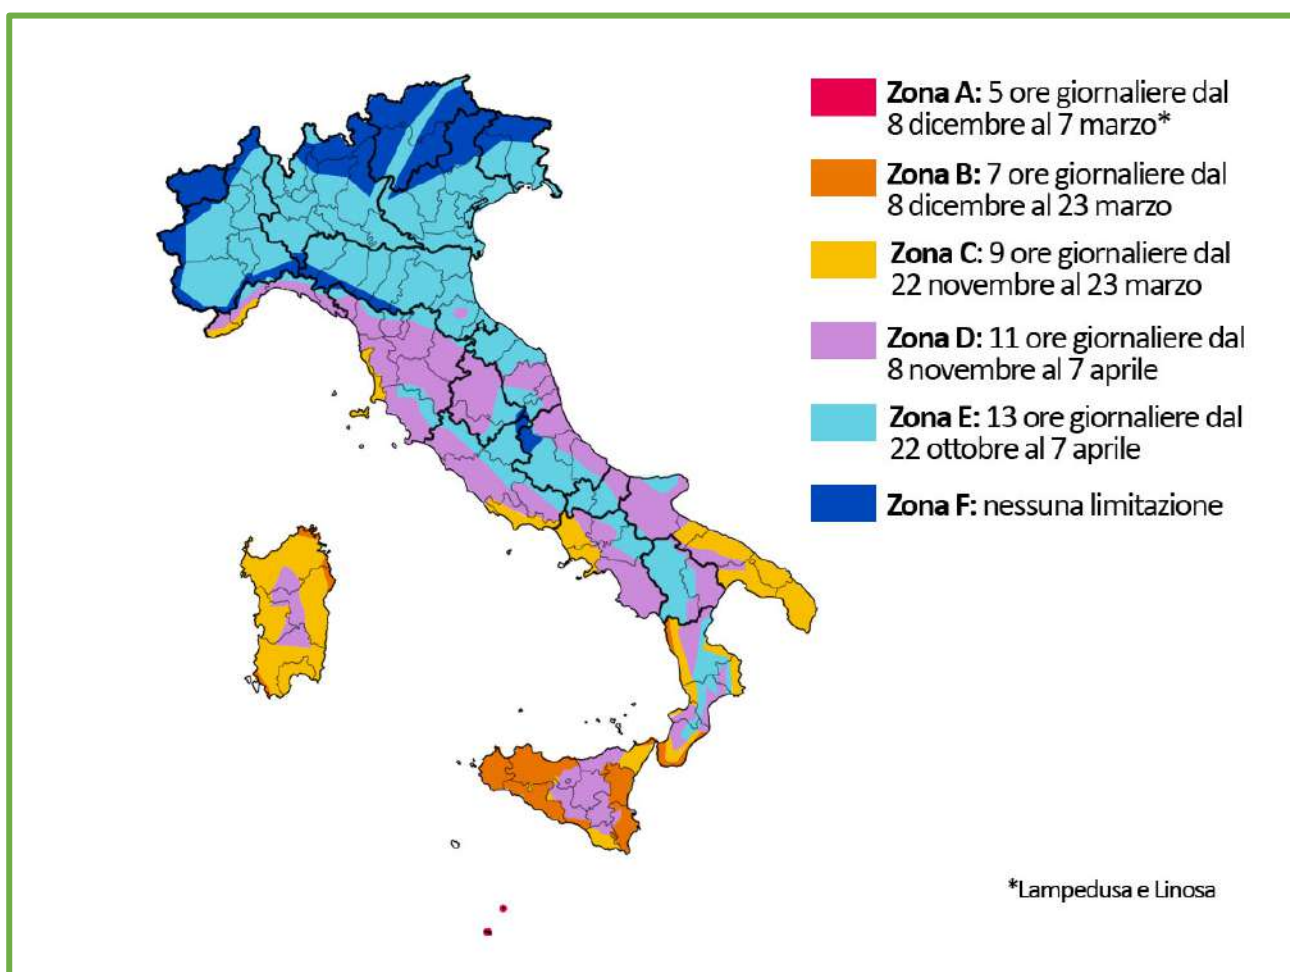 Zona A: 5 ore giornaliere dal
8 dicembre al 7 marzo*
Zona B: 7 ore giornaliere dal
8 dicembre al 23 marzo
Zona C: 9 ore giornaliere dal
22 novembre al 23 marzo
Zona D: 11 ore giornaliere dal
8 novembre al 7 aprile
Zona E: 13 ore giornaliere dal
22 ottobre al 7 aprile
Zona F: nessuna limitazione
*Lampedusa e Linosa